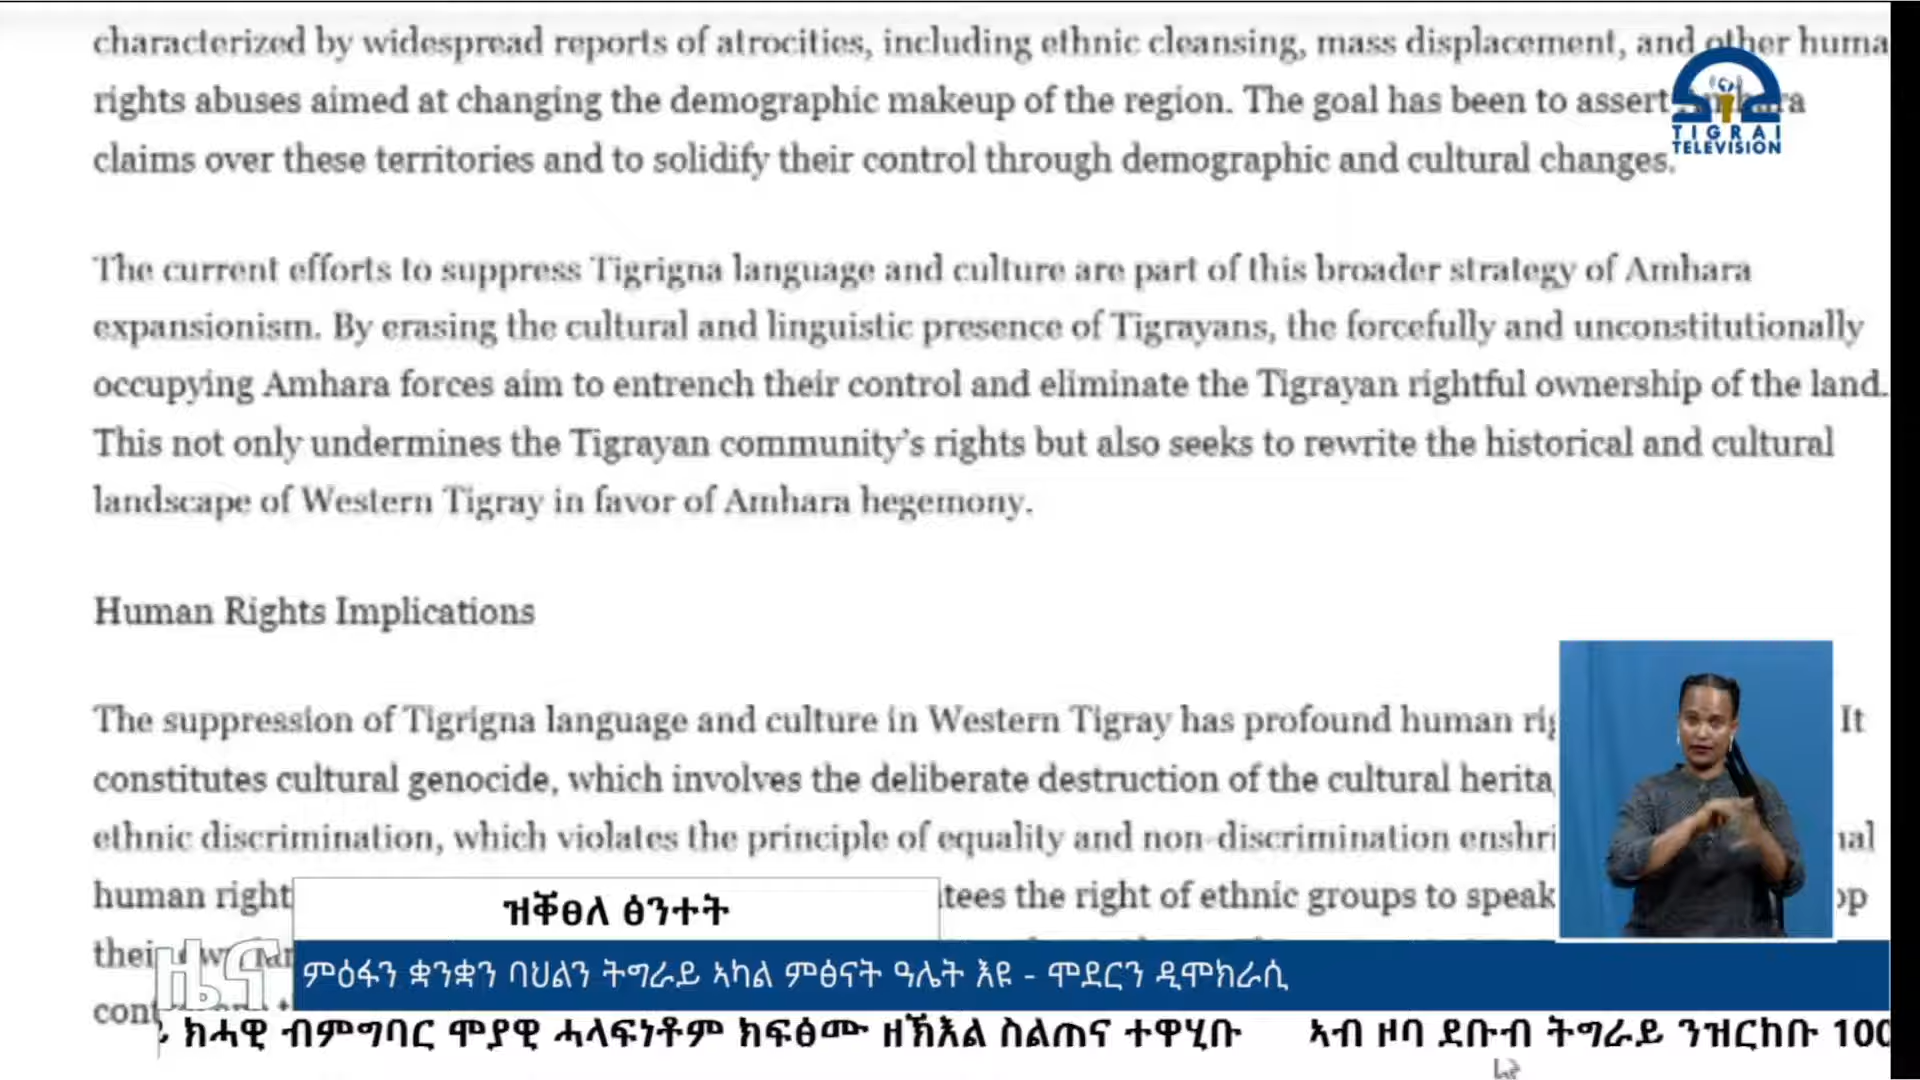 characterized by widespread reports of atrocities, including ethnic cleansing, mass displacement, and other huma
rights abuses aimed at changing the demographic makeup of the region. The goal has been to assert Amhara
claims over these territories and to solidify their control through demographic and cultural changes.
TIGRAI
TELEVISION
The current efforts to suppress Tigrigna language and culture are part of this broader strategy of Amhara
expansionism. By erasing the cultural and linguistic presence of Tigrayans, the forcefully and unconstitutionally
occupying Amhara forces aim to entrench their control and eliminate the Tigrayan rightful ownership of the land.
This not only undermines the Tigrayan community's rights but also seeks to rewrite the historical and cultural
landscape of Western Tigray in favor of Amhara hegemony.
Human Rights Implications
The suppression of Tigrigna language and culture in Western Tigray has profound human It
constitutes cultural genocide, which involves the deliberate destruction of the cultural herita
ethnic discrimination, which violates the principle of equality and non-discrimination enshri
human right the right of ethnic groups to speak
ዝቐፀለ ፅንተት
ዜና
ምዕፋን ቋንቋን ባህልን ትግራይ ኣካል ምፅናት ዓሌት እዩ - ሞደርን ዲሞክራሲ
ክሓዊ ብምግባር ሞያዊ ሓላፍነቶም ክፍፅሙ ዘኽእል ስልጠና ተዋሂቡ ኣብ ዞባ ደቡብ ትግራይ ንዝርከቡ 100